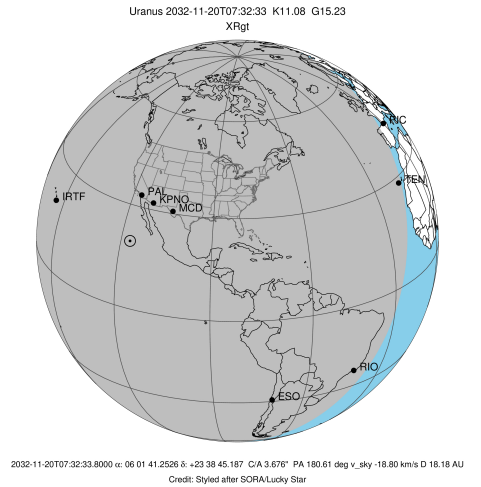 Uranus 2032-11-20T07:32:33 K11.08 G15.23
XRgt
PIC
TEN
IRTF
PAL
KPNO
MCD
RIO
ESO
2032-11-20T07:32:33.8000 α: 06 01 41.2526 δ: +23 38 45.187 C/A 3.676" PA 180.61 deg v_sky -18.80 km/s D 18.18 AU
Credit: Styled after SORA/Lucky Star